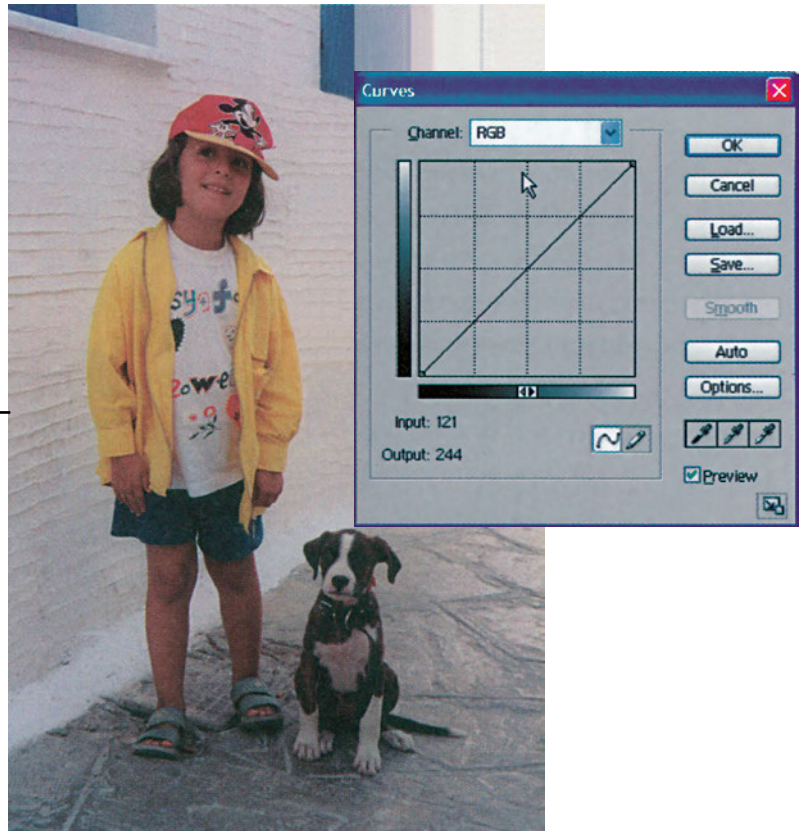 Curves
Channel: RGB
OK
Cancel
Load...
Save...
Smooth
Auto
Options...
Input: 121
Output: 244
Preview